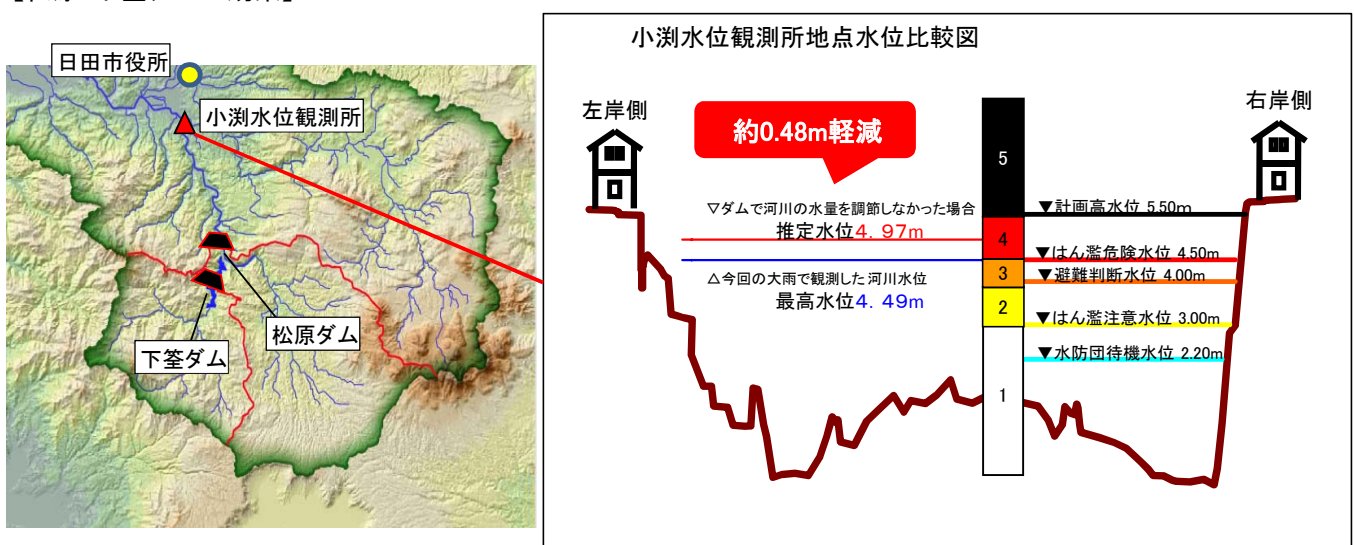 日田市役所
小渕水位観測所
松原ダム
下筌ダム
小渕水位観測所地点水位比較図
左岸側
右岸側
約0.48m軽減
▽ダムで河川の水量を調節しなかった場合
推定水位4.97m
△今回の大雨で観測した河川水位
最高水位4.49m
5
4
3
2
1
▼計画高水位 5.50m
▼はん濫危険水位 4.50m
▼避難判断水位 4.00m
▼はん濫注意水位 3.00m
▼水防団待機水位 2.20m